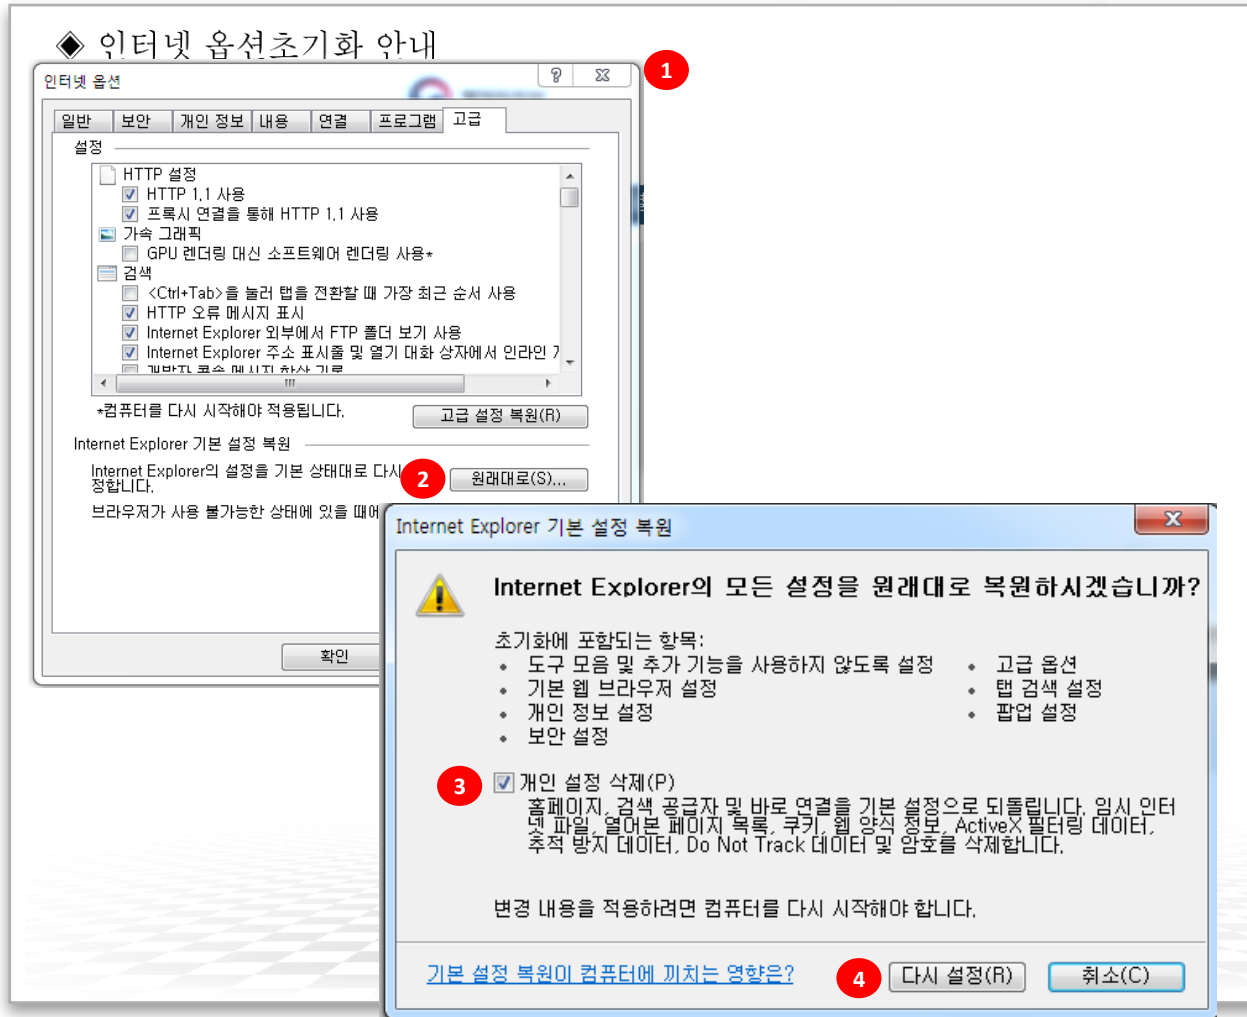 ◈ 인터넷 옵션초기화 안내
인터넷 옵션
1
일반 보안 개인 정보 내용 연결 프로그램 고급
설정
HTTP 설정
HTTP 1.1 사용
프록시 연결을 통해 HTTP 1.1 사용
가속 그래픽
GPU 렌더링 대신 소프트웨어 렌더링 사용*
검색
<Ctrl+Tab>을 눌러 탭을 전환할 때 가장 최근 순서 사용
HTTP 오류 메시지 표시
Internet Explorer 외부에서 FTP 폴더 보기 사용
Internet Explorer 주소 표시줄 및 열기 대화 상자에서 인라인
개발자 콘솔 메시지 항상 기록
*컴퓨터를 다시 시작해야 적용됩니다.
고급 설정 복원(R)
Internet Explorer 기본 설정 복원
Internet Explorer의 설정을 기본 상태대로 다시
정합니다.
2
원래대로(S)...
브라우저가 사용 불가능한 상태에 있을 때에
확인
Internet Explorer 기본 설정 복원
Internet Explorer의 모든 설정을 원래대로 복원하시겠습니까?
초기화에 포함되는 항목:
• 도구 모음 및 추가 기능을 사용하지 않도록 설정 • 고급 옵션
• 기본 웹 브라우저 설정 • 탭 검색 설정
• 개인 정보 설정 • 팝업 설정
• 보안 설정
3
개인 설정 삭제(P)
홈페이지, 검색 공급자 및 바로 연결을 기본 설정으로 되돌립니다. 임시 인터
넷 파일, 열어본 페이지 목록, 쿠키, 웹 양식 정보, ActiveX 필터링 데이터,
추적 방지 데이터, Do Not Track 데이터 및 암호를 삭제합니다.
변경 내용을 적용하려면 컴퓨터를 다시 시작해야 합니다.
기본 설정 복원이 컴퓨터에 끼치는 영향은?
4
다시 설정(R)
취소(C)